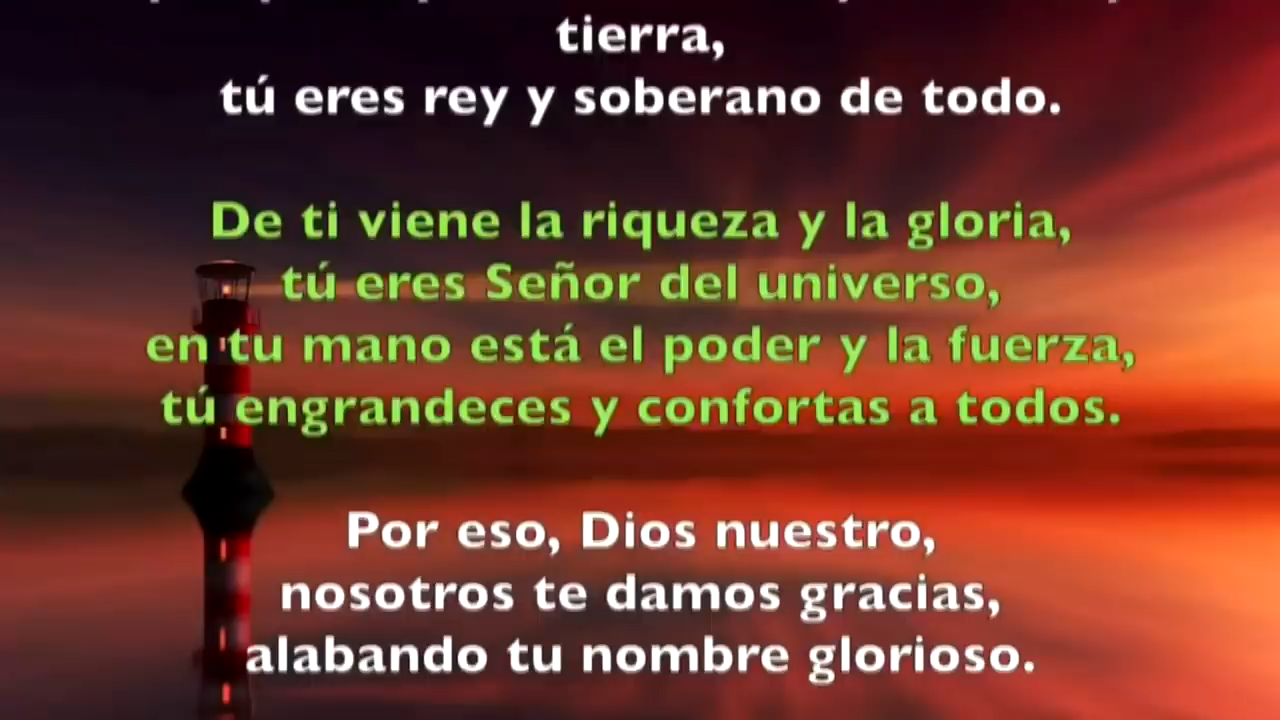 tierra,
tú eres rey y soberano de todo.
De ti viene la riqueza y la gloria,
tú eres Señor del universo,
en tu mano está el poder y la fuerza,
tú engrandeces y confortas a todos.
Por eso, Dios nuestro,
nosotros te damos gracias,
alabando tu nombre glorioso.